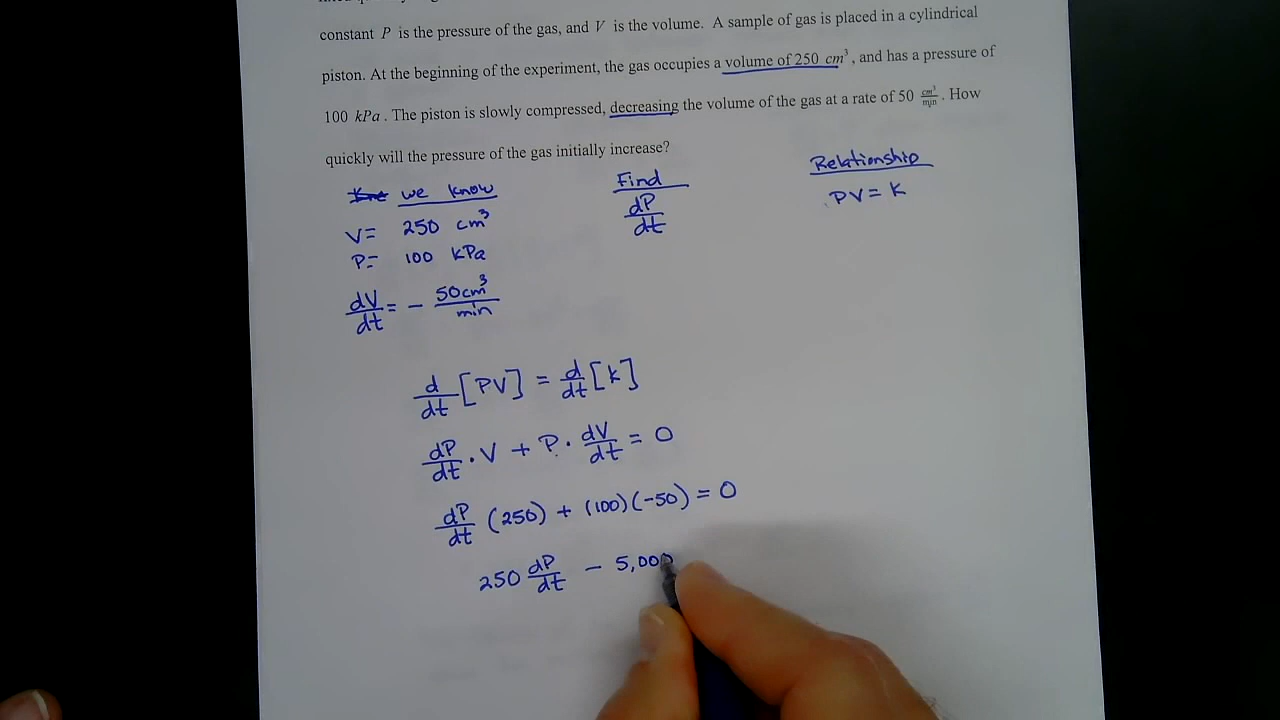 constant P is the pressure of the gas, and V is the volume. A sample of gas is placed in a cylindrical
piston. At the beginning of the experiment, the gas occupies a volume of 250 cm³, and has a pressure of
100 kPa. The piston is slowly compressed, decreasing the volume of the gas at a rate of 50 cm³/min. How
quickly will the pressure of the gas initially increase?
we know
V= 250 cm³
P= 100 kPa
dV/dt = - 50cm³/min
Find
dP/dt
Relationship
PV = K
d/dt [PV] = d/dt [K]
dP/dt · V + P · dV/dt = 0
dP/dt (250) + (100)(-50) = 0
250 dP/dt - 5,000